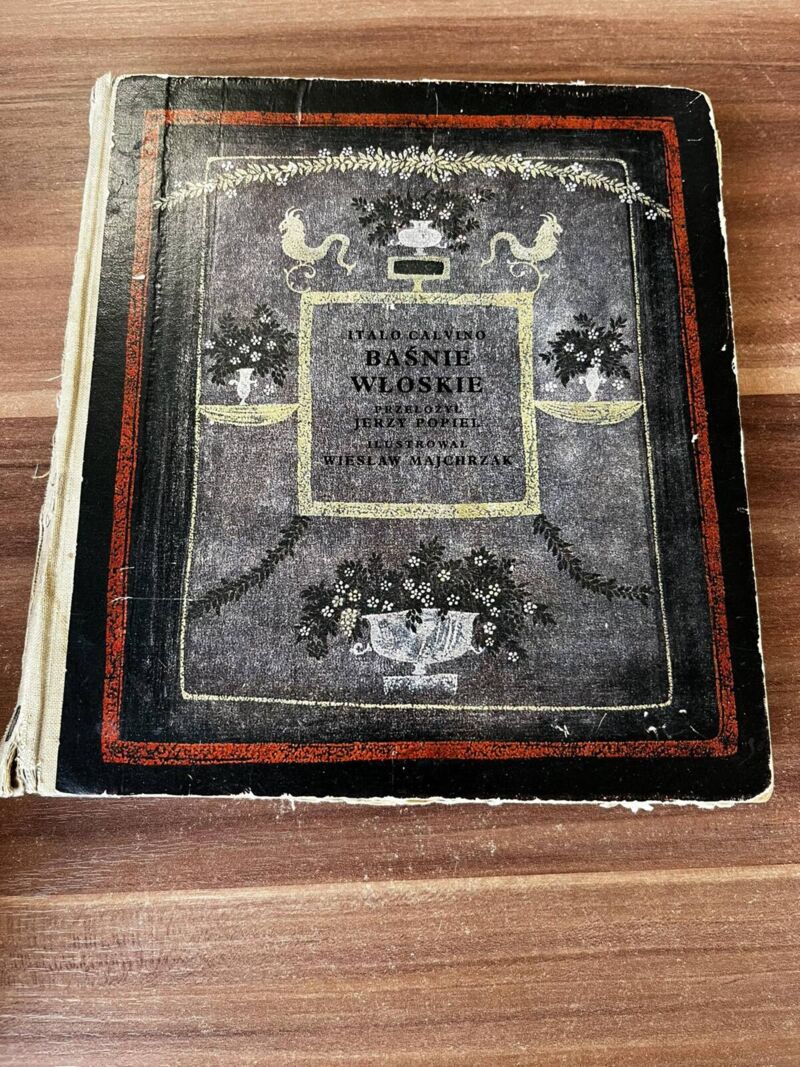 ITALO CALVINO
BAŚNIE
WŁOSKIE
PRZEŁOŻYŁ
JERZY POPIEL
ILUSTROWAŁ
WIESŁAW MAJCHRZAK